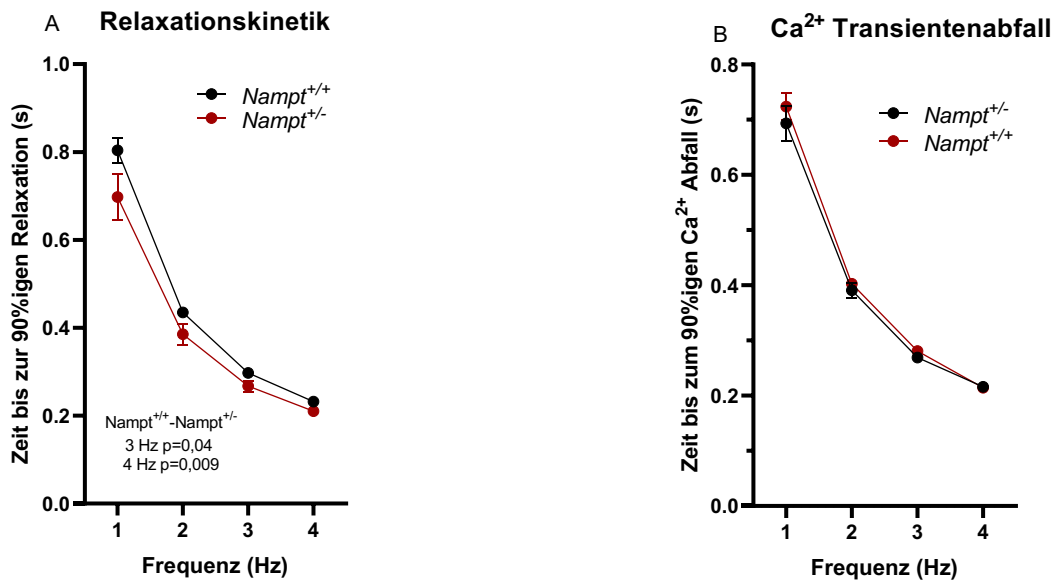 A
Relaxationskinetik
Zeit bis zur 90%igen Relaxation (s)
1.0
0.8
0.6
0.4
0.2
0.0
Nampt+/+
Nampt+/-
Nampt+/+-Nampt+/-
3 Hz p=0,04
4 Hz p=0,009
1 2 3 4
Frequenz (Hz)
B
Ca2+ Transientenabfall
Zeit bis zum 90%igen Ca2+ Abfall (s)
0.8
0.6
0.4
0.2
0.0
Nampt+/-
Nampt+/+
1 2 3 4
Frequenz (Hz)